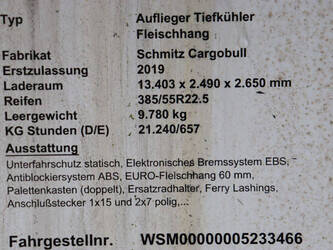 Typ Auflieger Tiefkühler
Fleischhang
Fabrikat Schmitz Cargobull
Erstzulassung 2019
Laderaum 13.403 x 2.490 x 2.650 mm
Reifen 385/55R22.5
Leergewicht 9.780 kg
KG Stunden (D/E) 21.240/657
Ausstattung
Unterfahrschutz statisch, Elektronisches Bremssystem EBS,
Antiblockiersystem ABS, EURO-Fleischhang 60 mm,
Palettenkasten (doppelt), Ersatzradhalter, Ferry Lashings,
Anschlußstecker 1x15 und 2x7 polig,...
Fahrgestellnr. WSM00000005233466